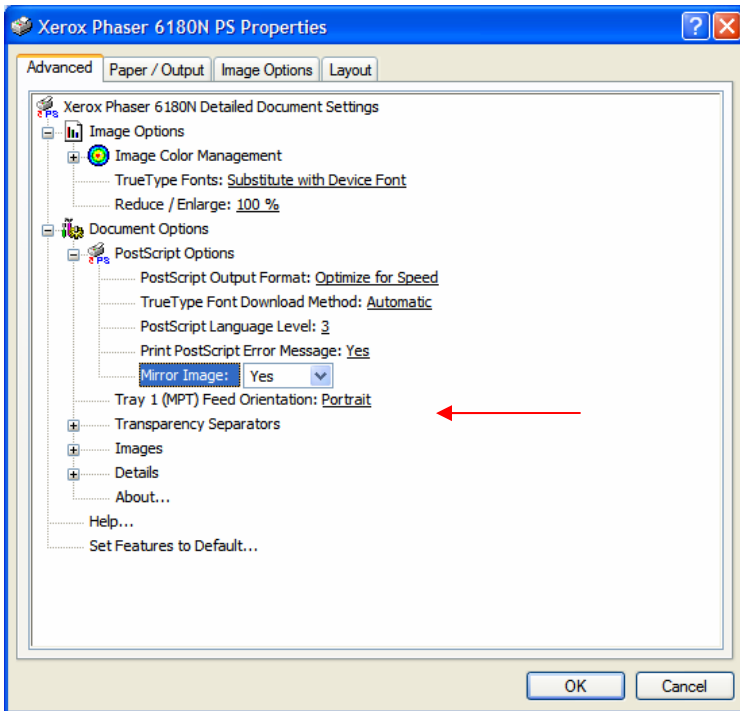 Xerox Phaser 6180N PS Properties
Advanced Paper / Output Image Options Layout
Xerox Phaser 6180N Detailed Document Settings
Image Options
Image Color Management
TrueType Fonts: Substitute with Device Font
Reduce / Enlarge: 100 %
Document Options
PostScript Options
PostScript Output Format: Optimize for Speed
TrueType Font Download Method: Automatic
PostScript Language Level: 3
Print PostScript Error Message: Yes
Mirror Image: Yes
Tray 1 (MPT) Feed Orientation: Portrait
Transparency Separators
Images
Details
About...
Help...
Set Features to Default...
OK Cancel